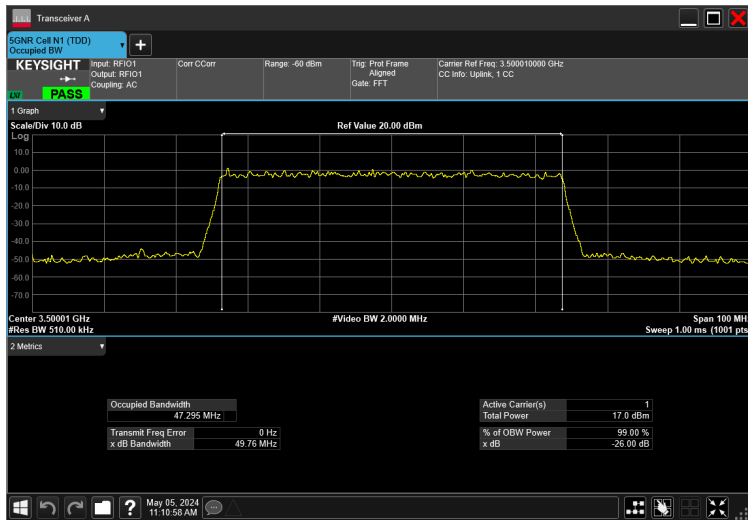 Transceiver A
5GNR Cell N1 (TDD)
Occupied BW
KEYSIGHT
LXI
PASS
Input: RFIO1
Output: RFIO1
Coupling: AC
Corr CCorr
Range: -60 dBm
Trig: Prot Frame
Aligned
Gate: FFT
Carrier Ref Freq: 3.500010000 GHz
CC Info: Uplink, 1 CC
1 Graph
Scale/Div 10.0 dB
Ref Value 20.00 dBm
Log
10.0
0.00
-10.0
-20.0
-30.0
-40.0
-50.0
-60.0
-70.0
Center 3.50001 GHz
#Video BW 2.0000 MHz
Span 100 MH
#Res BW 510.00 kHz
Sweep 1.00 ms (1001 pts
2 Metrics
Occupied Bandwidth
47.295 MHz
Transmit Freq Error 0 Hz
x dB Bandwidth 49.76 MHz
Active Carrier(s) 1
Total Power 17.0 dBm
% of OBW Power 99.00 %
x dB -26.00 dB
May 05, 2024
11:10:58 AM